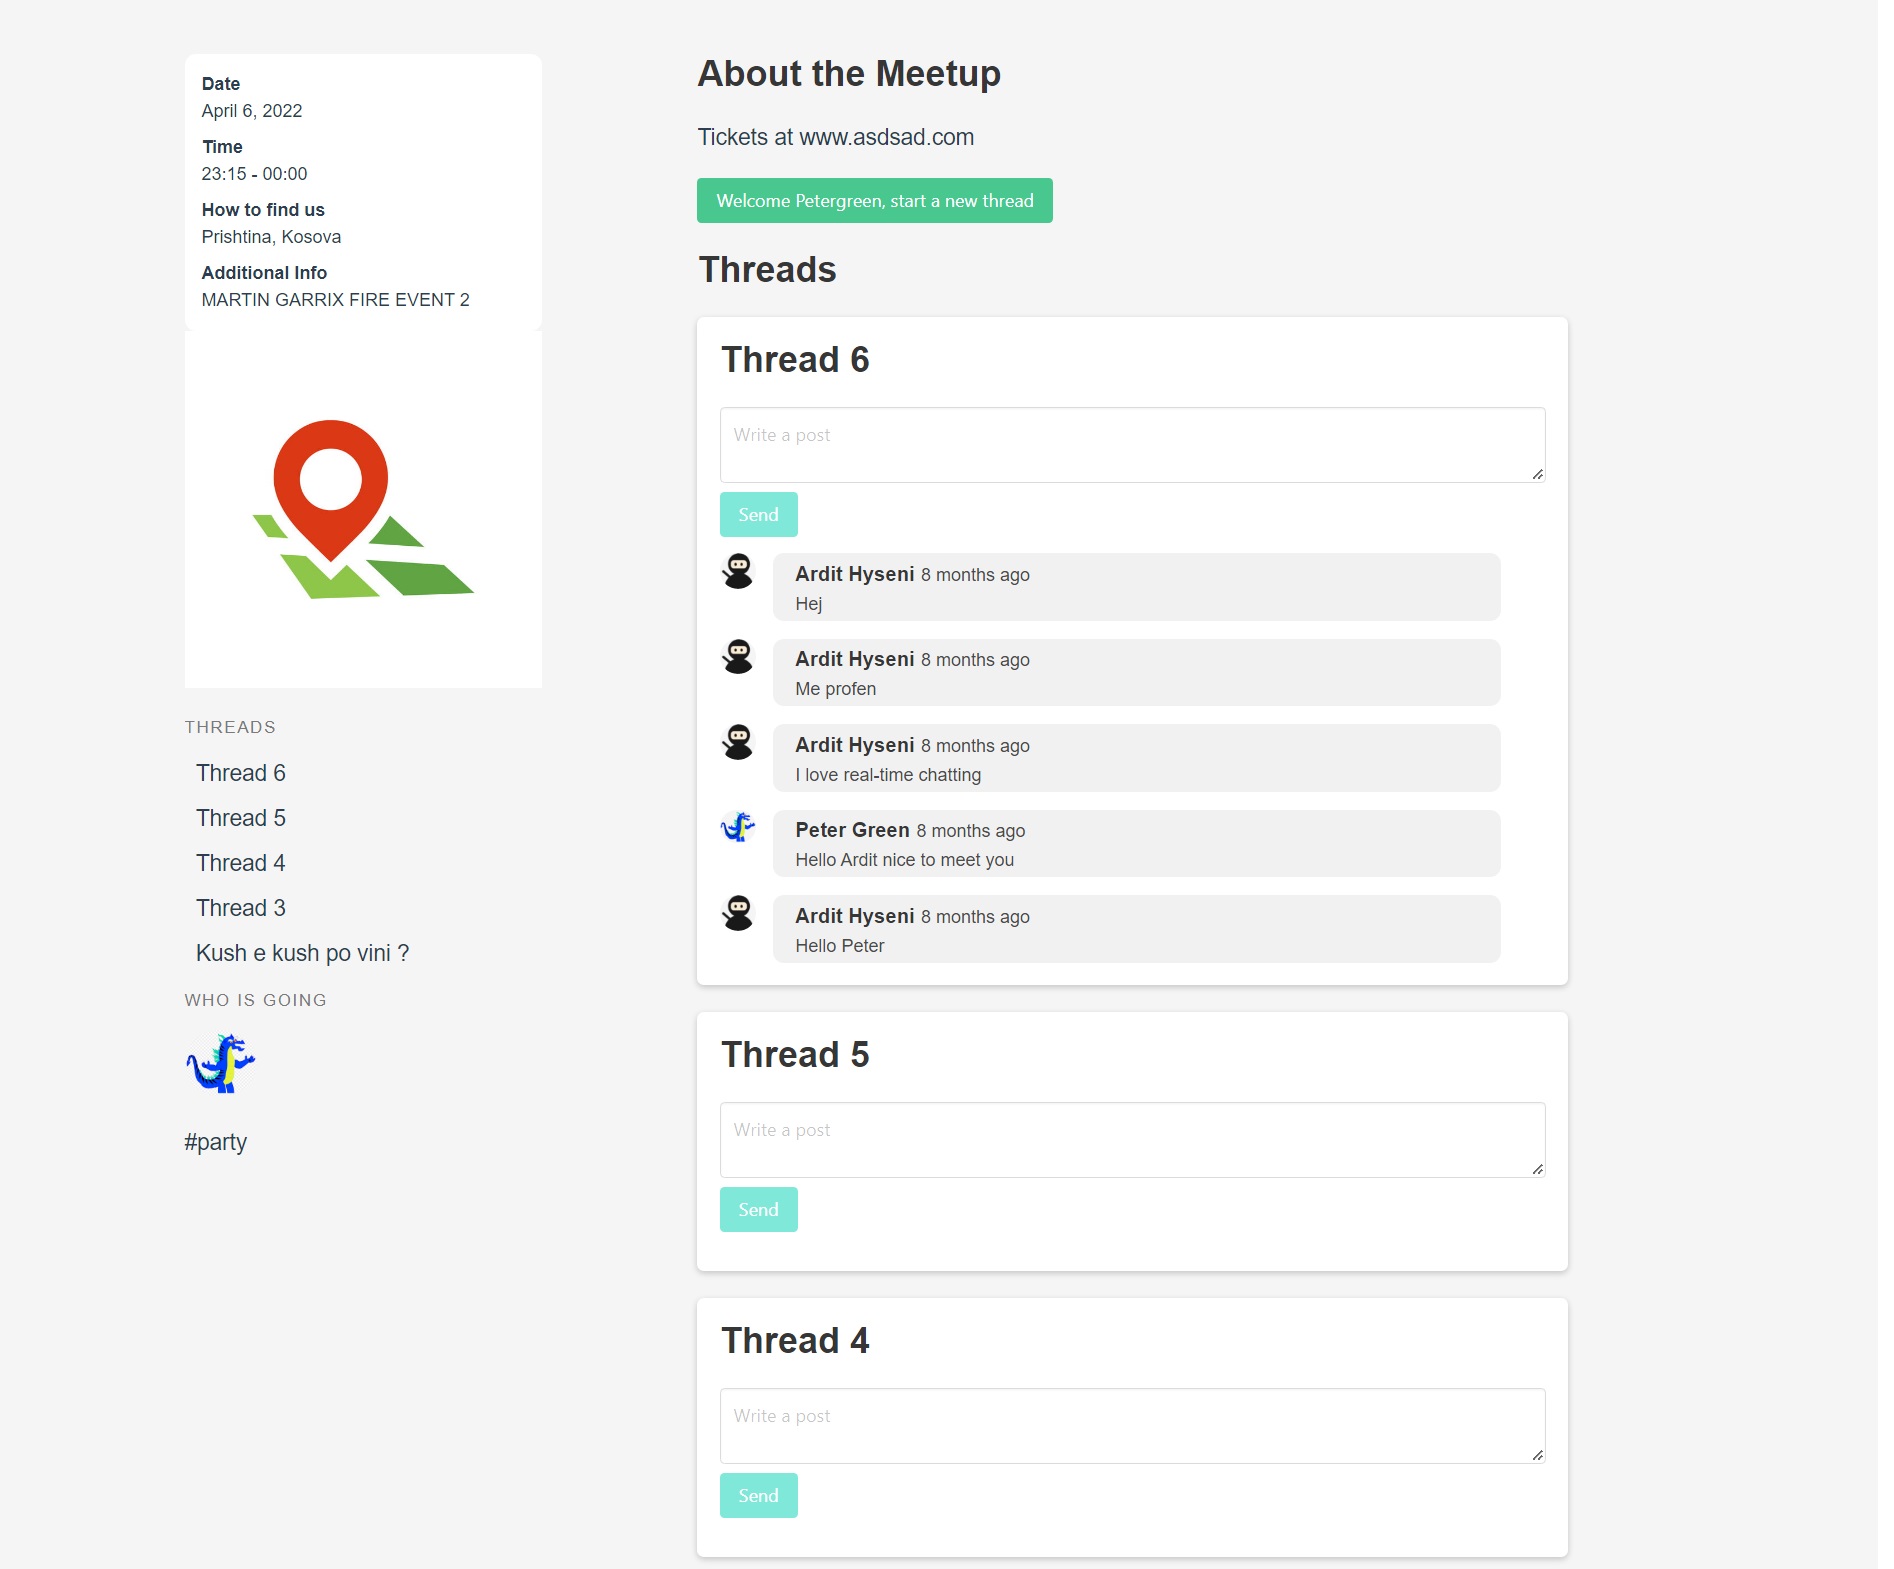 Date
April 6, 2022
Time
23:15 - 00:00
How to find us
Prishtina, Kosova
Additional Info
MARTIN GARRIX FIRE EVENT 2
THREADS
Thread 6
Thread 5
Thread 4
Thread 3
Kush e kush po vini ?
WHO IS GOING
#party
About the Meetup
Tickets at www.asdsad.com
Welcome Petergreen, start a new thread
Threads
Thread 6
Write a post
Send
Ardit Hyseni 8 months ago
Hej
Ardit Hyseni 8 months ago
Me profen
Ardit Hyseni 8 months ago
I love real-time chatting
Peter Green 8 months ago
Hello Ardit nice to meet you
Ardit Hyseni 8 months ago
Hello Peter
Thread 5
Write a post
Send
Thread 4
Write a post
Send